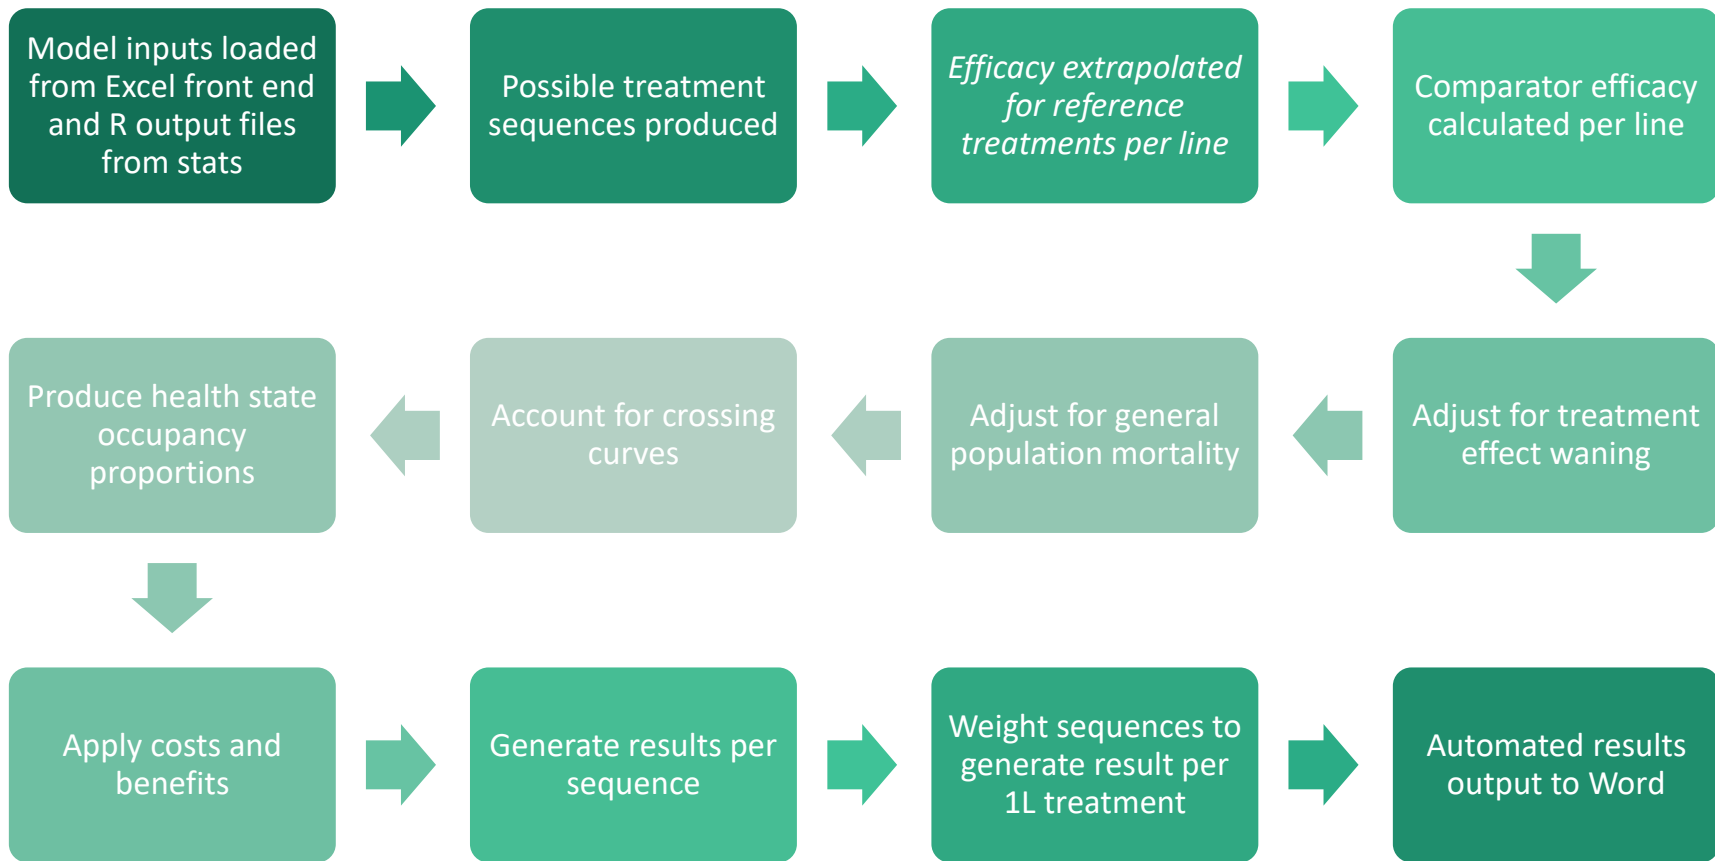 Model inputs loaded
from Excel front end
and R output files
from stats
Possible treatment
sequences produced
Efficacy extrapolated
for reference
treatments per line
Comparator efficacy
calculated per line
Adjust for treatment
effect waning
Adjust for general
population mortality
Account for crossing
curves
Produce health state
occupancy
proportions
Apply costs and
benefits
Generate results per
sequence
Weight sequences to
generate result per
1L treatment
Automated results
output to Word